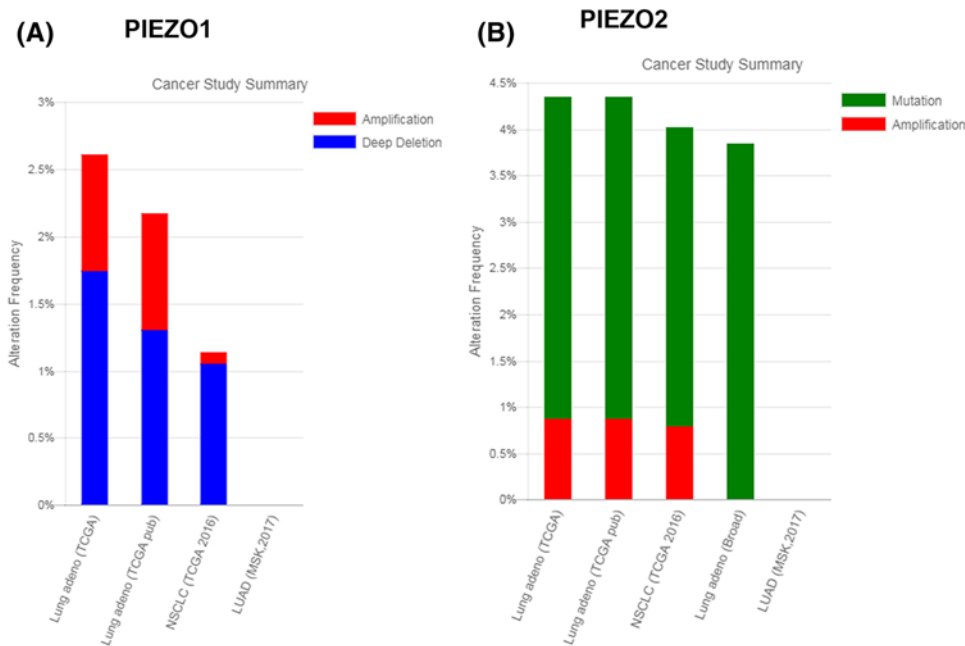 (A) PIEZO1
Cancer Study Summary
Amplification
Deep Deletion
Alteration Frequency
3%
2.5%
2%
1.5%
1%
0.5%
0%
Lung adeno (TCGA)
Lung adeno (TCGA pub)
NSCLC (TCGA 2016)
LUAD (MSK,2017)
(B) PIEZO2
Cancer Study Summary
Mutation
Amplification
Alteration Frequency
4.5%
4%
3.5%
3%
2.5%
2%
1.5%
1%
0.5%
0%
Lung adeno (TCGA)
Lung adeno (TCGA pub)
NSCLC (TCGA 2016)
Lung adeno (Broad)
LUAD (MSK,2017)